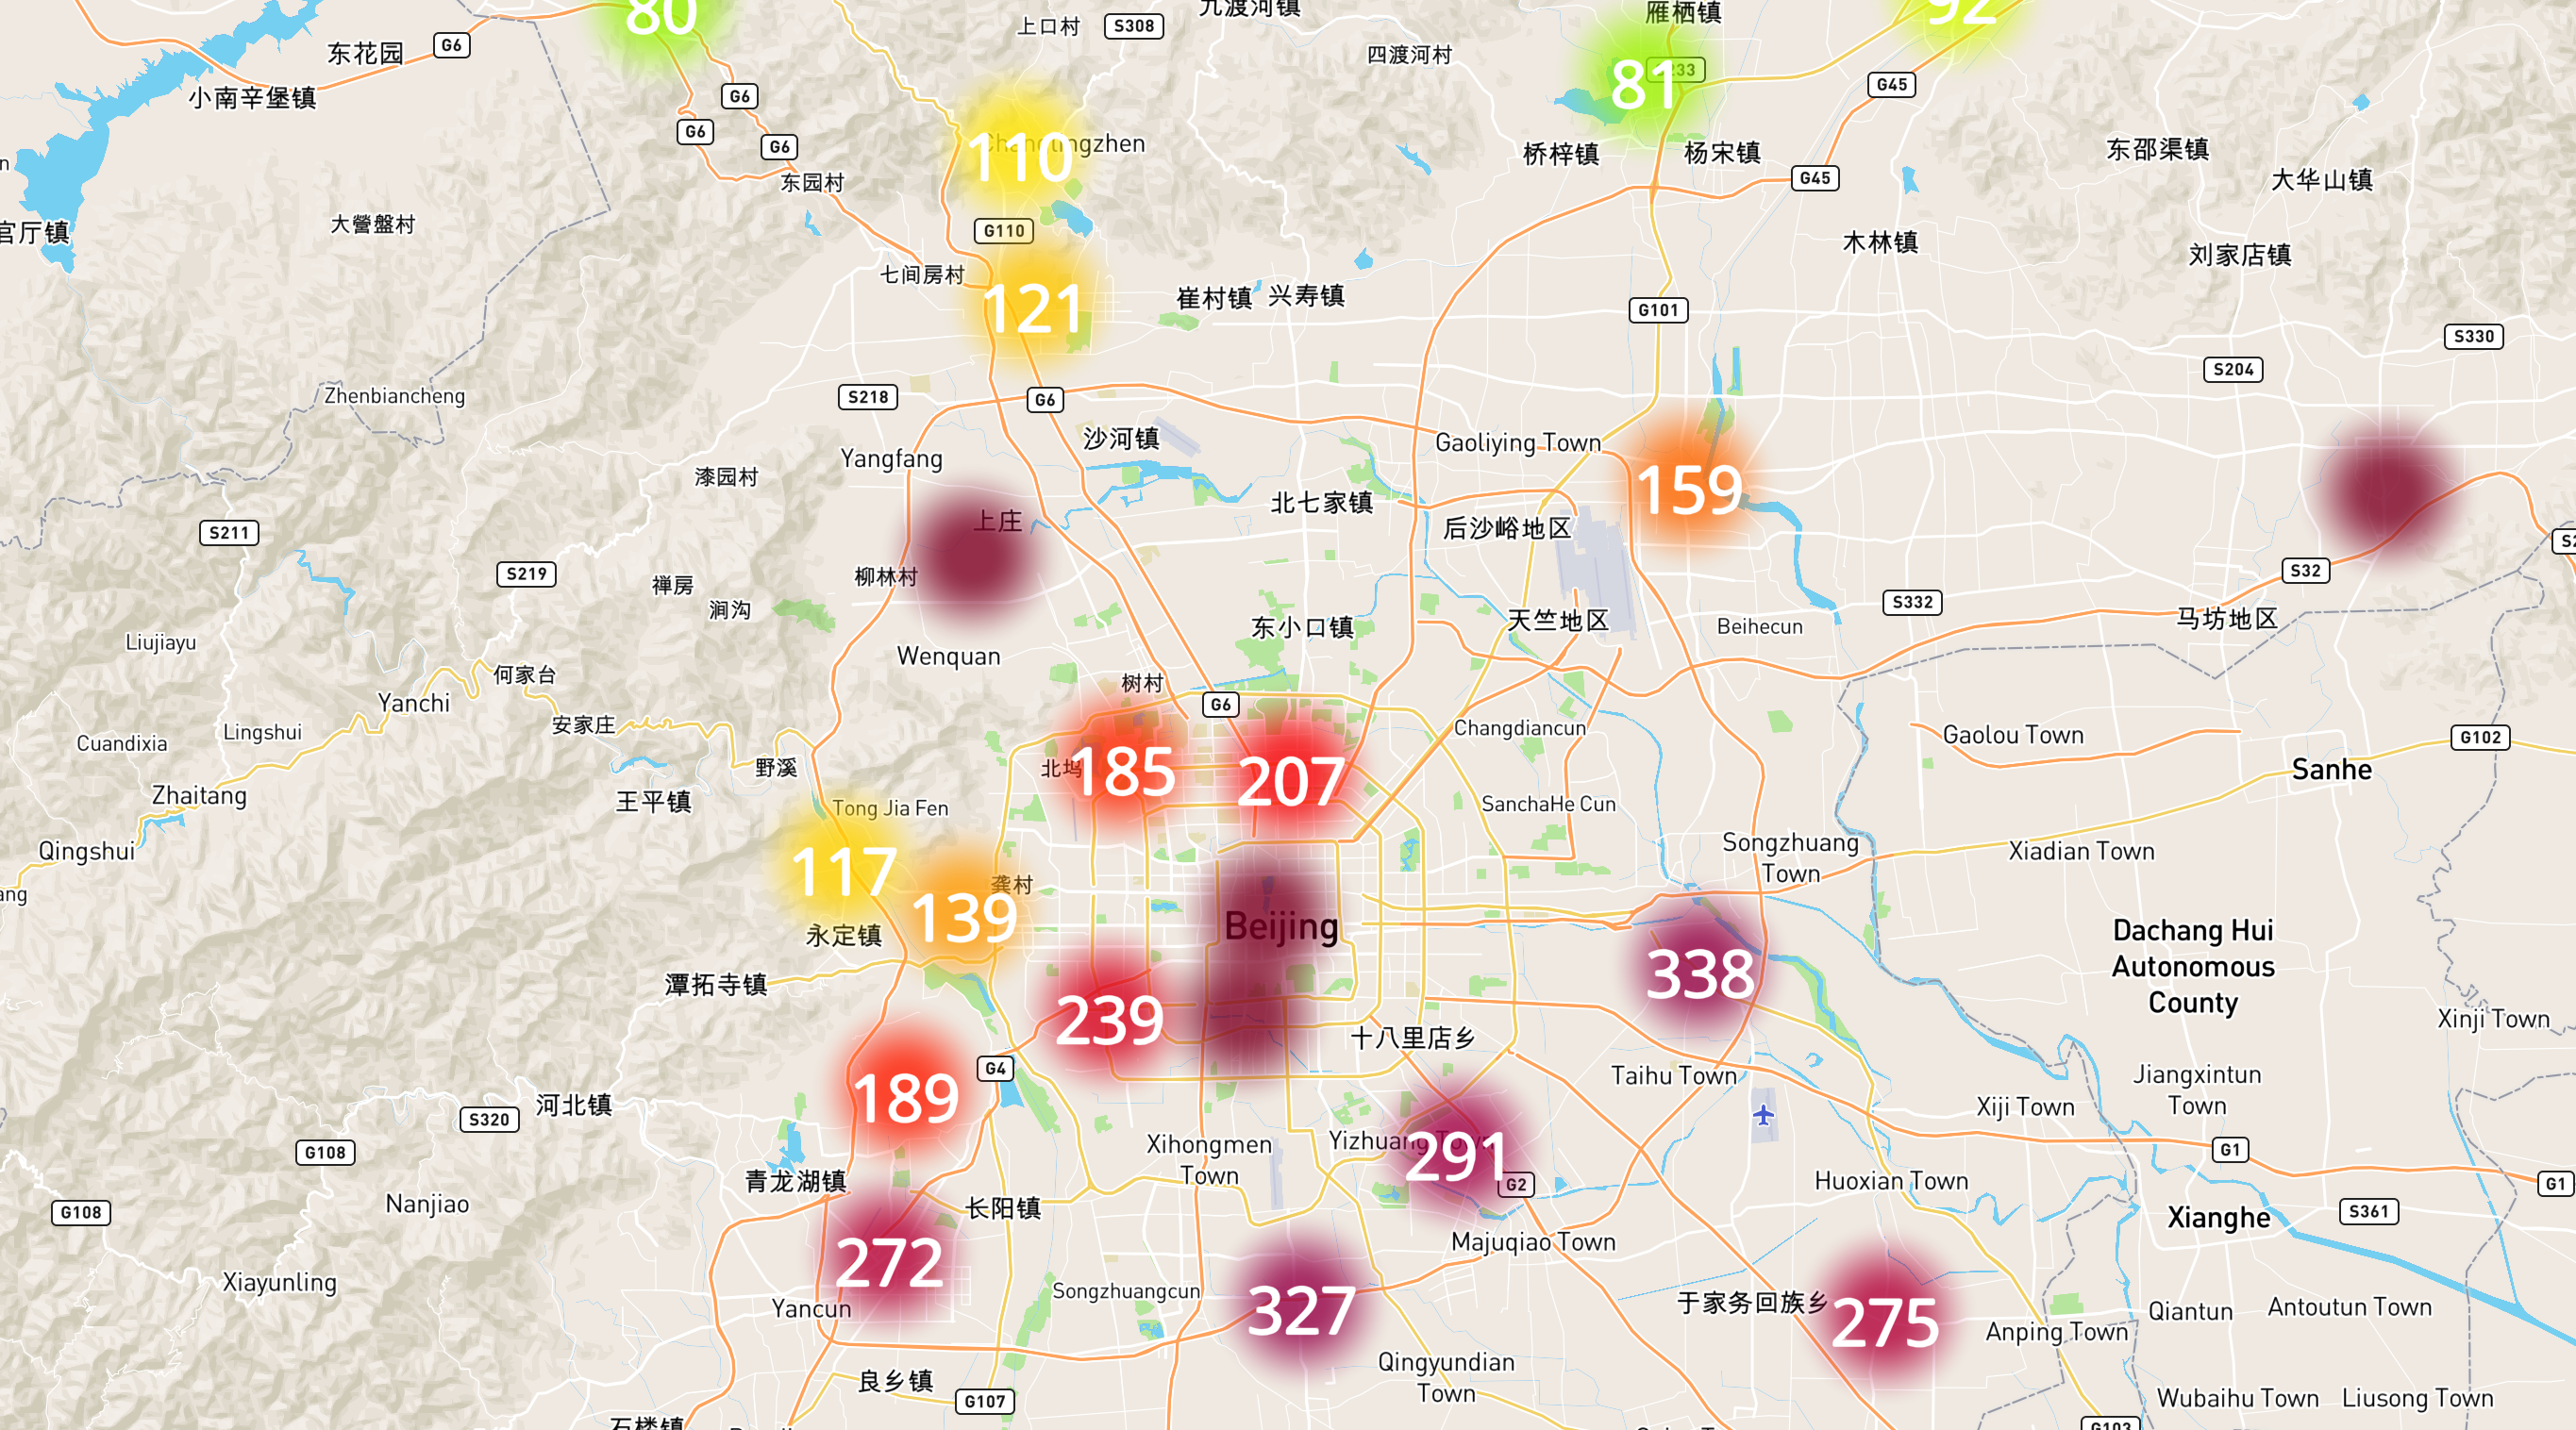 80
东花园
G6
小南辛堡镇
上口村
S308
九渡河镇
四渡河村
雁栖镇
92
81
G45
G6
G6
G6
东园村
110
桥梓镇
杨宋镇
G45
东邵渠镇
大华山镇
官厅镇
大營盤村
G110
七间房村
121
崔村镇
兴寿镇
木林镇
刘家店镇
G101
S330
S204
Zhenbiancheng
S218
G6
沙河镇
Yangfang
漆园村
Gaoliying Town
159
上庄
北七家镇
后沙峪地区
S211
S219
柳林村
禅房
涧沟
S32
S332
东小口镇
天竺地区
Beihecun
马坊地区
Liujiayu
Wenquan
何家台
树村
Yanchi
G6
安家庄
Lingshui
Cuandixia
Changdiancun
Gaolou Town
G102
野溪
北坞
185
207
Sanhe
Zhaitang
王平镇
Tong Jia Fen
SanchaHe Cun
Qingshui
117
Songzhuang
Town
Xiadian Town
龚村
139
永定镇
Beijing
Dachang Hui
Autonomous
County
潭拓寺镇
338
239
十八里店乡
Xinji Town
189
G4
Taihu Town
Jiangxintun
Town
河北镇
S320
Xiji Town
G108
Xihongmen
Town
291
G2
G1
G1
青龙湖镇
Huoxian Town
Nanjiao
长阳镇
G108
S361
Xianghe
272
Majuqiao Town
Xiayunling
Songzhuangcun
327
Yancun
于家务回族乡
275
Qiantun
Antoutun Town
Anping Town
良乡镇
G107
Qingyundian
Town
Wubaihu Town
Liusong Town
石楼镇
G103